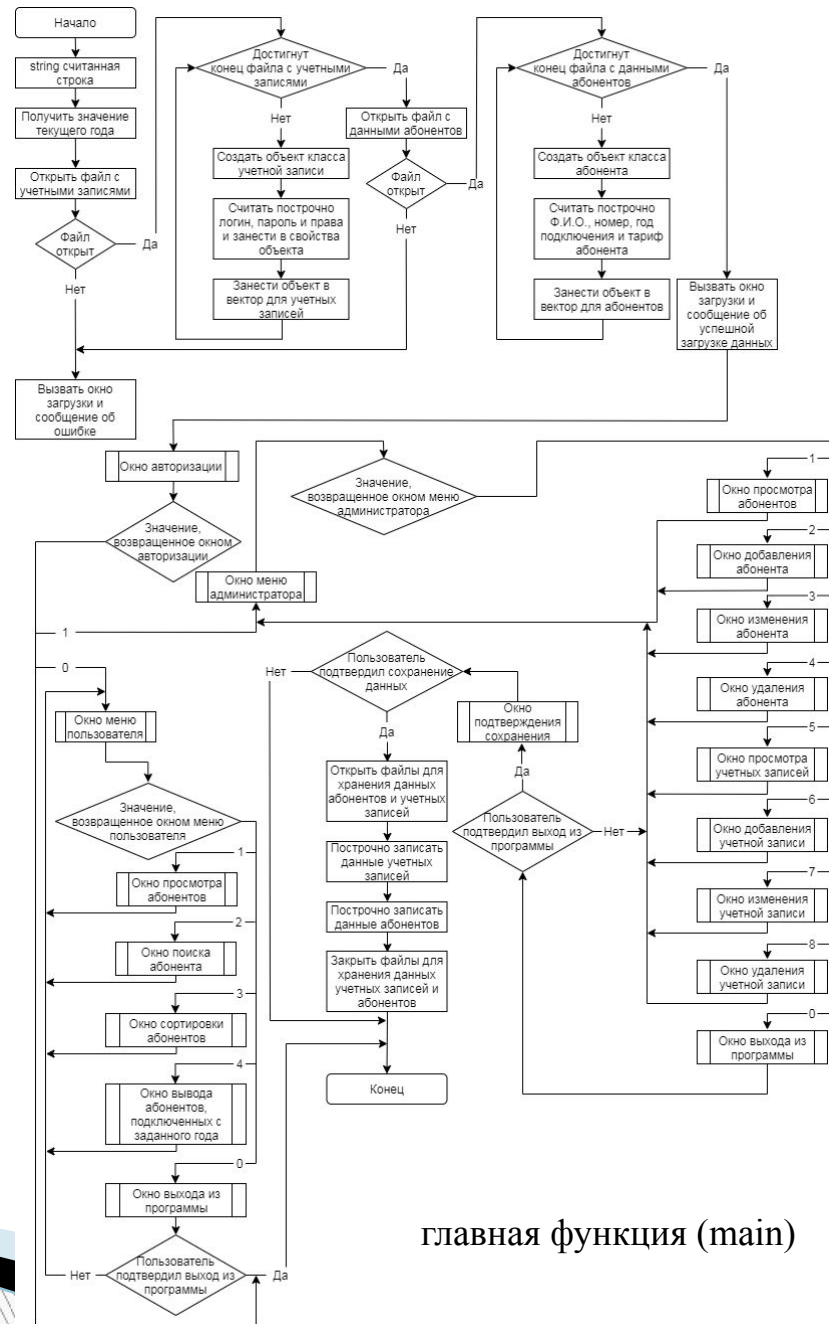 Начало
string считанная
строка
Получить значение
текущего года
Открыть файл с
учетными записями
Файл
открыт
Да
Нет
Достигнут
конец файла с учетными
записями
Да
Нет
Создать объект класса
учетной записи
Считать построчно
логин, пароль и права
и занести в свойства
объекта
Занести объект в
вектор для учетных
записей
Открыть файл с
данными абонентов
Файл
открыт
Да
Нет
Достигнут
конец файла с данными
абонентов
Да
Нет
Создать объект класса
абонента
Считать построчно
Ф.И.О., номер, год
подключения и тариф
абонента
Занести объект в
вектор для абонентов
Вызвать окно
загрузки и
сообщение об
успешной
загрузке данных
Вызвать окно
загрузки и
сообщение об
ошибке
Окно авторизации
Значение,
возвращенное окном
авторизации
Окно меню
администратора
Значение,
возвращенное окном меню
администратора
1
Окно просмотра
абонентов
2
Окно добавления
абонента
3
Окно изменения
абонента
4
Окно удаления
абонента
5
Окно просмотра
учетных записей
6
Окно добавления
учетной записи
7
Окно изменения
учетной записи
8
Окно удаления
учетной записи
0
Окно выхода из
программы
1
0
Окно меню
пользователя
Значение,
возвращенное окном меню
пользователя
1
Окно просмотра
абонентов
2
Окно поиска
абонента
3
Окно сортировки
абонентов
4
Окно вывода
абонентов,
подключенных с
заданного года
0
Окно выхода из
программы
Пользователь
подтвердил выход из
программы
Нет
Да
Пользователь
подтвердил сохранение
данных
Нет
Да
Открыть файлы для
хранения данных
абонентов и учетных
записей
Построчно записать
данные учетных
записей
Построчно записать
данные абонентов
Закрыть файлы для
хранения данных
учетных записей и
абонентов
Конец
Окно
подтверждения
сохранения
Да
Пользователь
подтвердил выход из
программы
Нет
главная функция (main)